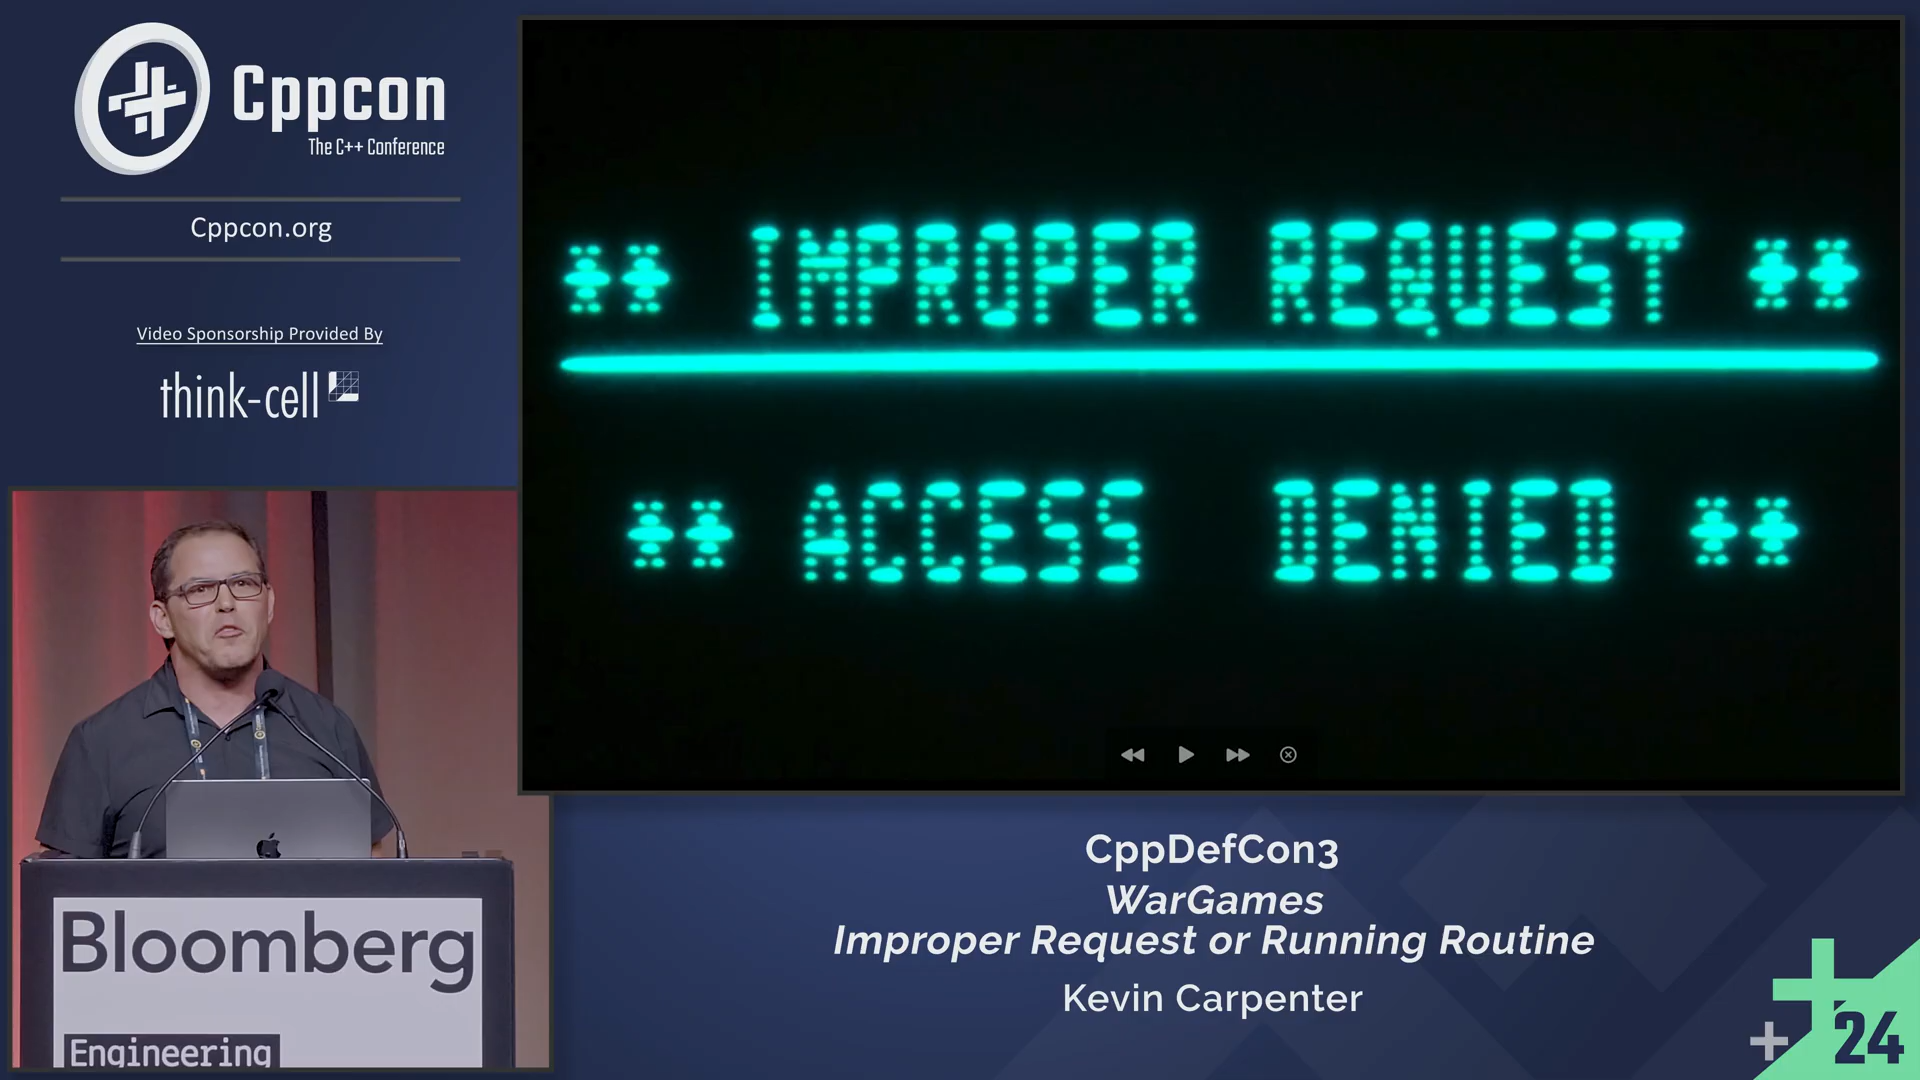 Cppcon
The C++ Conference
Cppcon.org
Video Sponsorship Provided By
think-cell
** IMPROPER REQUEST **
** ACCESS DENIED **
Bloomberg
Engineering
CppDefCon3
WarGames
Improper Request or Running Routine
Kevin Carpenter
+24